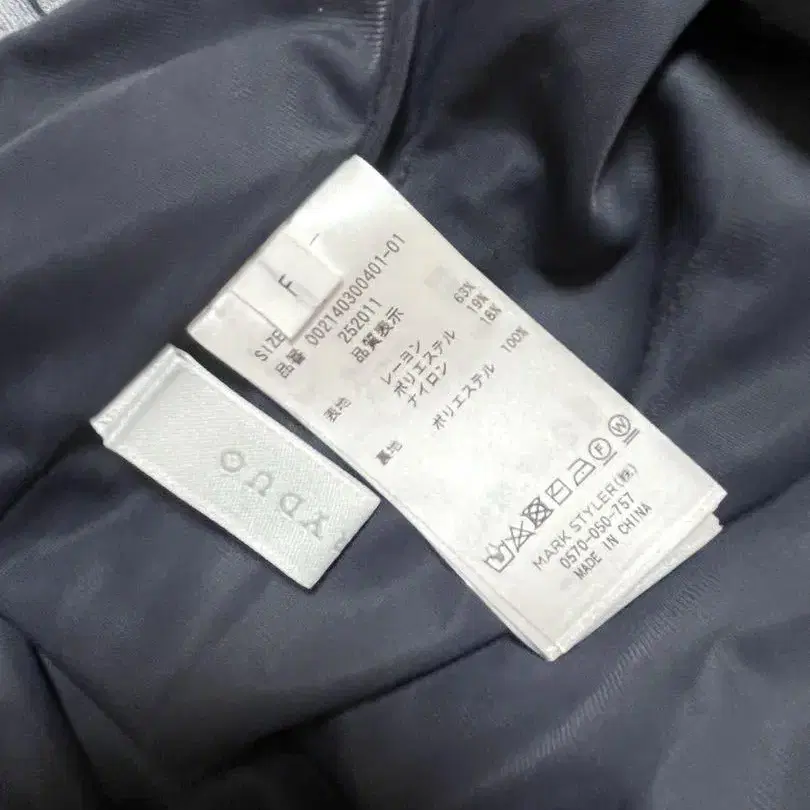 F
SIZE
品番 002140300401-01
252011
品質表示
表地 レーヨン 63%
ポリエステル 19%
ナイロン 18%
裏地 ポリエステル 100%
F W
MARK STYLER(株)
0570-050-757
MADE IN CHINA